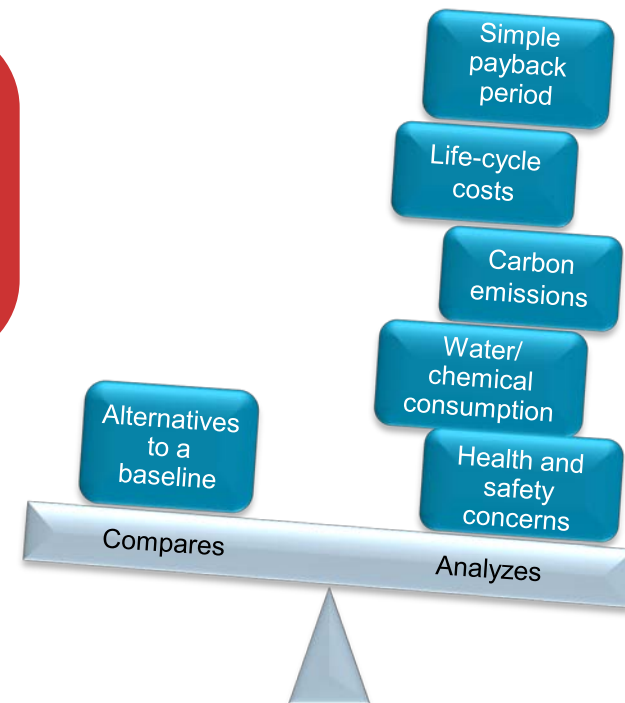 Simple
payback
period
Life-cycle
costs
Carbon
emissions
Water/
chemical
consumption
Health and
safety
concerns
Alternatives
to a
baseline
Compares
Analyzes